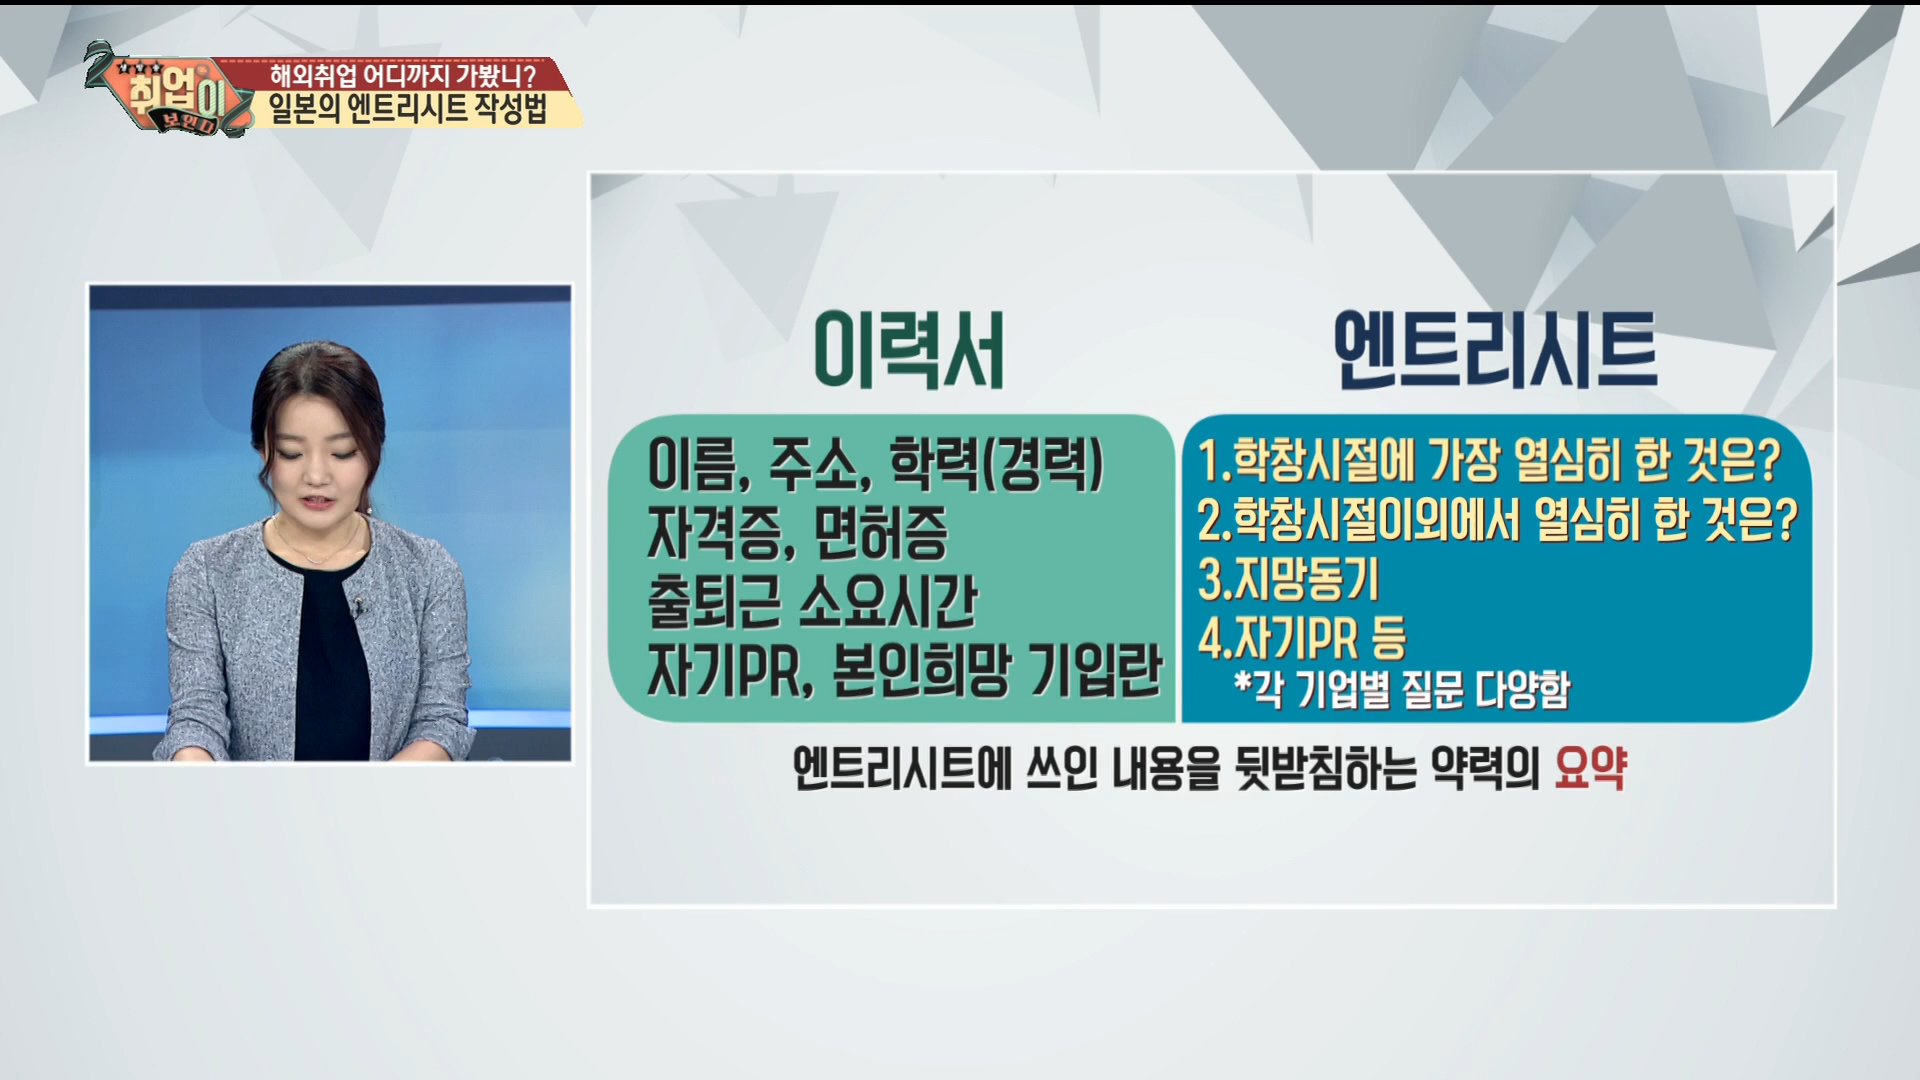 취업이
보인다
해외취업 어디까지 가봤니?
일본의 엔트리시트 작성법
이력서
이름, 주소, 학력(경력)
자격증, 면허증
출퇴근 소요시간
자기PR, 본인희망 기입란
엔트리시트
1.학창시절에 가장 열심히 한 것은?
2.학창시절이외에서 열심히 한 것은?
3.지망동기
4.자기PR 등
*각 기업별 질문 다양함
엔트리시트에 쓰인 내용을 뒷받침하는 약력의 요약